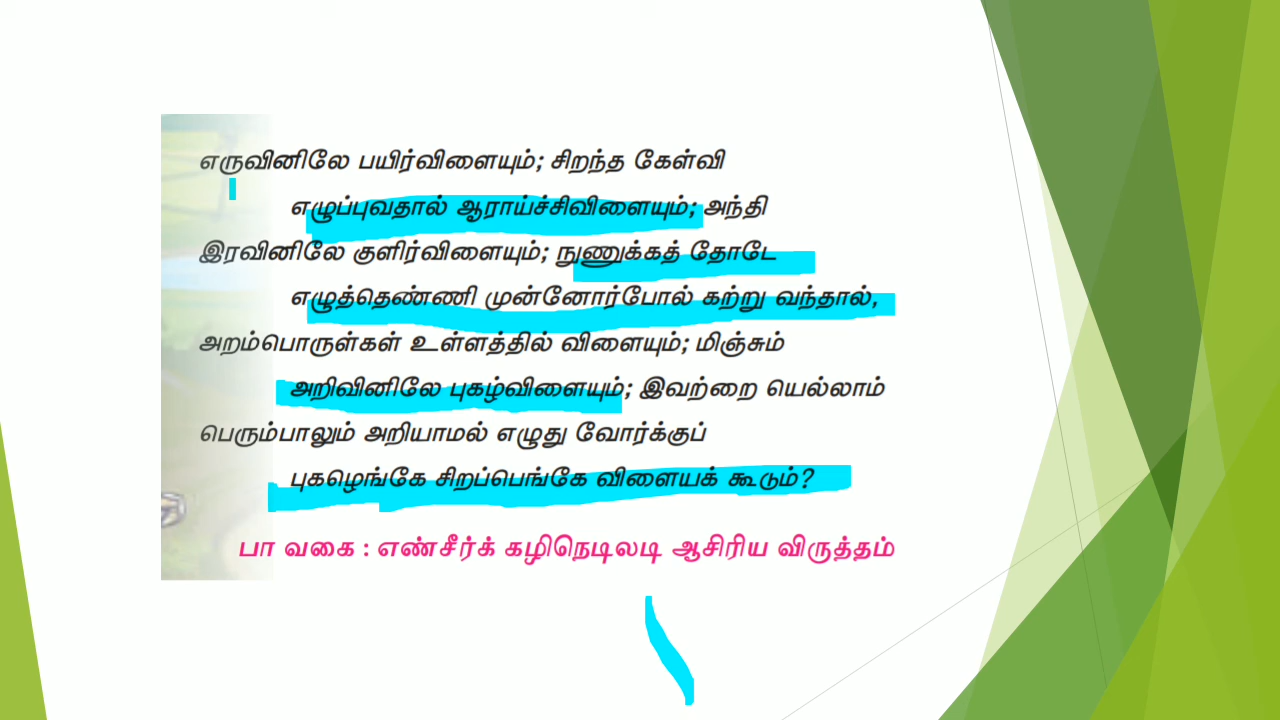 எருவினிலே பயிர்விளையும்; சிறந்த கேள்வி
எழுப்புவதால் ஆராய்ச்சிவிளையும்; அந்தி
இரவினிலே குளிர்விளையும்; நுணுக்கத் தோடே
எழுத்தெண்ணி முன்னோர்போல் கற்று வந்தால்,
அறம்பொருள்கள் உள்ளத்தில் விளையும்; மிஞ்சும்
அறிவினிலே புகழ்விளையும்; இவற்றை யெல்லாம்
பெரும்பாலும் அறியாமல் எழுது வோர்க்குப்
புகழெங்கே சிறப்பெங்கே விளையக் கூடும்?
பா வகை : எண்சீர்க் கழிநெடிலடி ஆசிரிய விருத்தம்